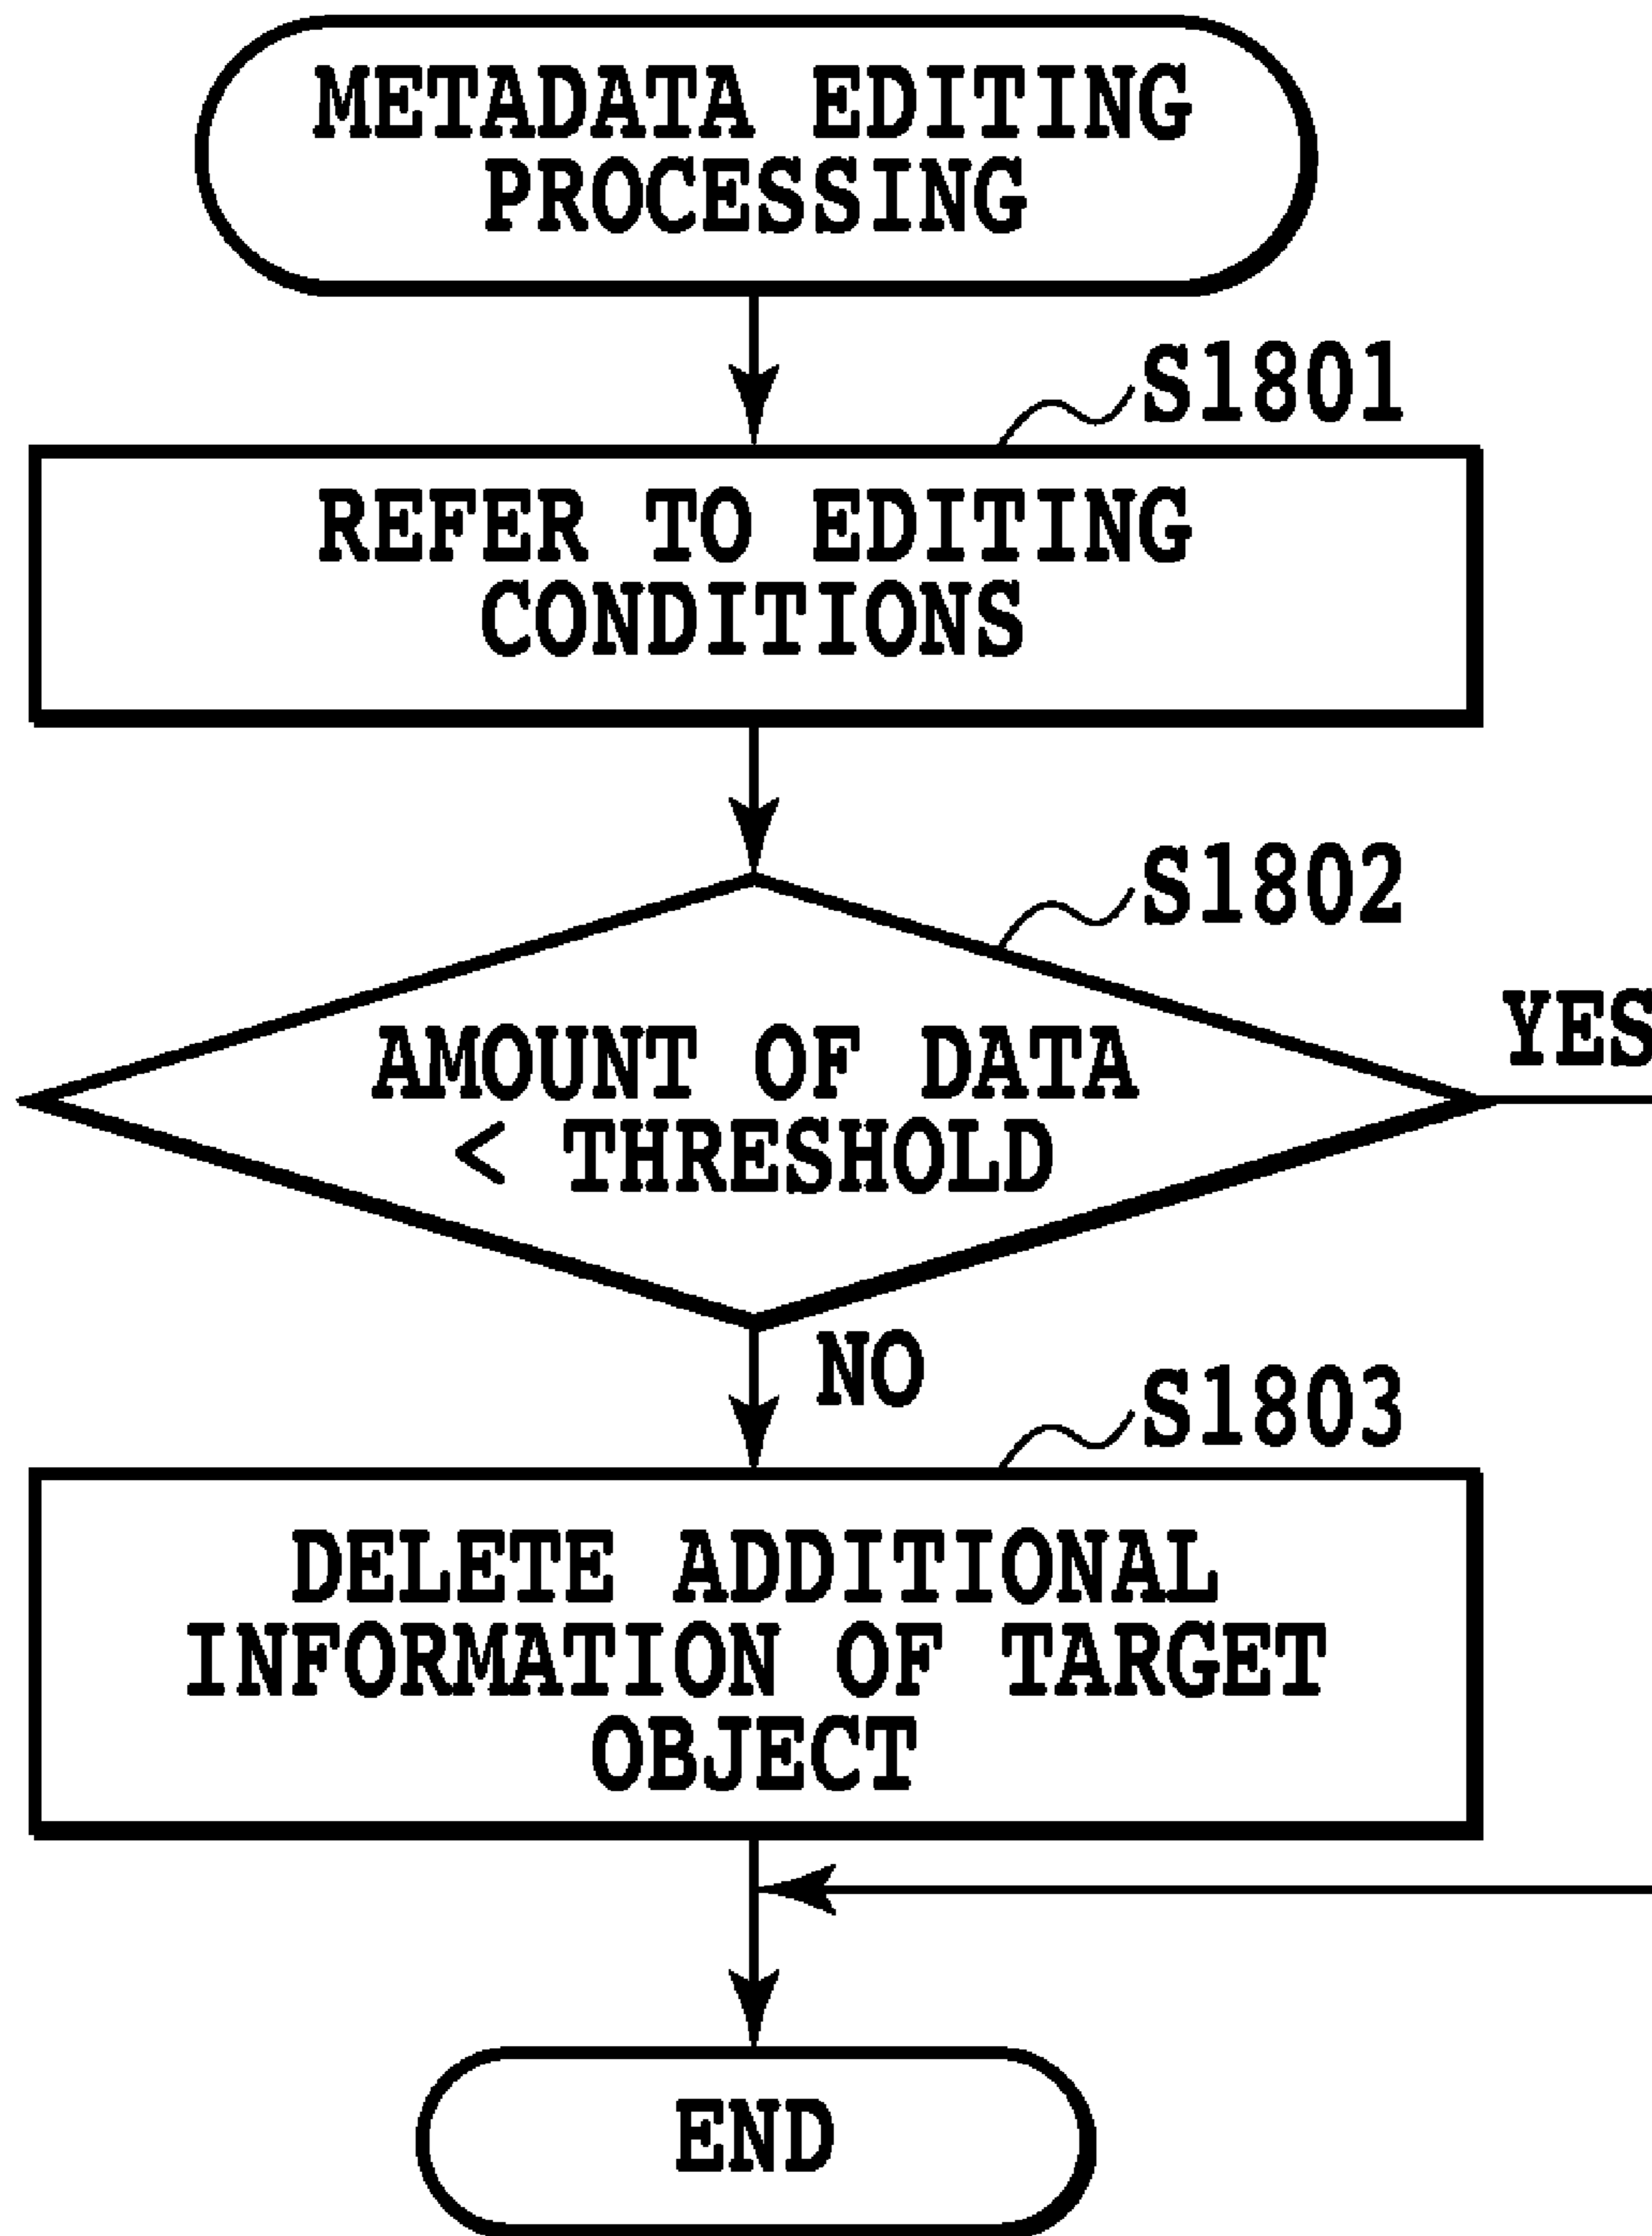 METADATA EDITING
PROCESSING
S1801
REFER TO EDITING
CONDITIONS
S1802
YES
AMOUNT OF DATA
< THRESHOLD
NO
S1803
DELETE ADDITIONAL
INFORMATION OF TARGET
OBJECT
END